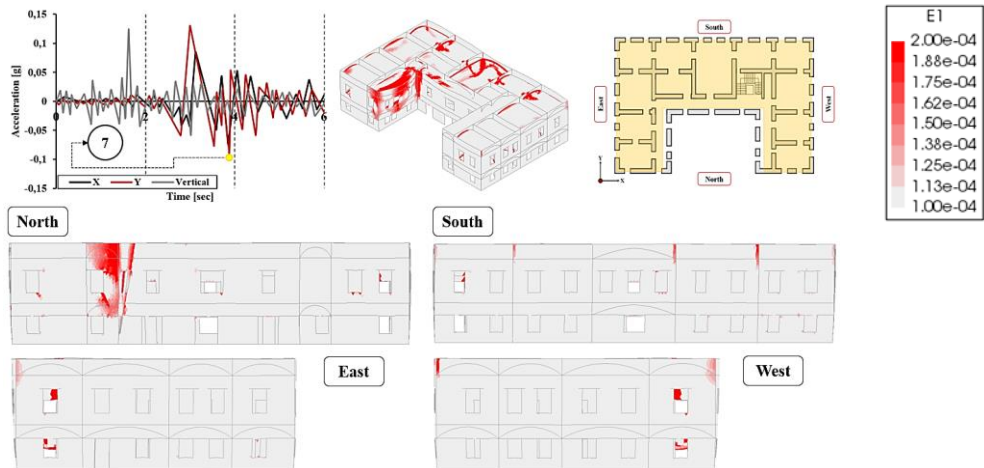 0,15
0,1
0,05
0
-0,05
-0,1
-0,15
Acceleration [g]
0
2
4
6
7
X
Y
Vertical
Time [sec]
South
East
West
North
Y
X
E1
2.00e-04
1.88e-04
1.75e-04
1.62e-04
1.50e-04
1.38e-04
1.25e-04
1.13e-04
1.00e-04
North
South
East
West